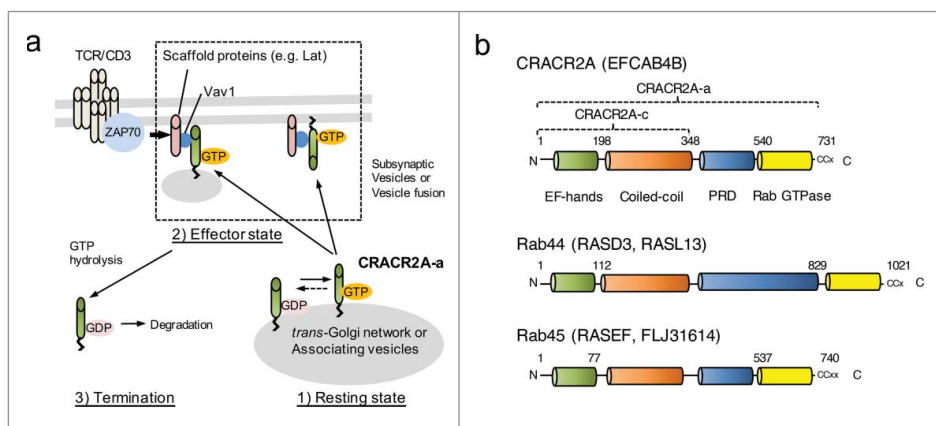 a
TCR/CD3
Scaffold proteins (e.g. Lat)
Vav1
ZAP70
GTP
GTP
Subsynaptic
Vesicles or
Vesicle fusion
2) Effector state
GTP
hydrolysis
CRACR2A-a
GDP
Degradation
GDP
GTP
trans-Golgi network or
Associating vesicles
3) Termination
1) Resting state
b
CRACR2A (EFCAB4B)
CRACR2A-a
CRACR2A-c
1 198 348 540 731
N CCx C
EF-hands Coiled-coil PRD Rab GTPase
Rab44 (RASD3, RASL13)
1 112 829 1021
N CCx C
Rab45 (RASEF, FLJ31614)
1 77 537 740
N CCxx C